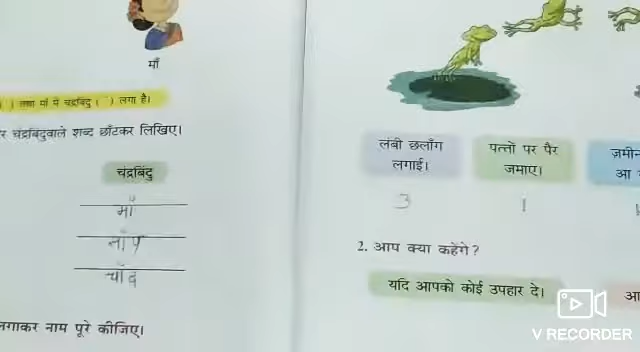 माँ
) तथा माँ में चंद्रबिंदु ( ँ ) लगा है।
र चंद्रबिंदुवाले शब्द छाँटकर लिखिए।
चंद्रबिंदु
माँ
साँप
चाँद
लगाकर नाम पूरे कीजिए।
लंबी छलाँग
लगाई।
3
पत्तों पर पैर
जमाए।
1
ज़मीन
आ
2. आप क्या कहेंगे?
यदि आपको कोई उपहार दे।
V RECORDER